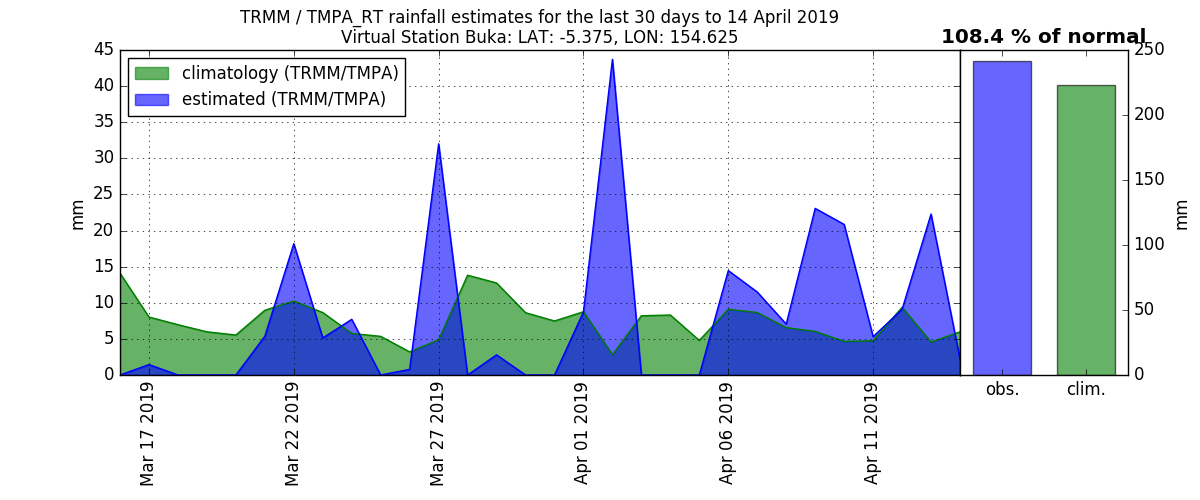 TRMM / TMPA_RT rainfall estimates for the last 30 days to 14 April 2019
Virtual Station Buka: LAT: -5.375, LON: 154.625
108.4 % of normal
climatology (TRMM/TMPA)
estimated (TRMM/TMPA)
45
40
35
30
25
20
15
10
5
0
mm
Mar 17 2019
Mar 22 2019
Mar 27 2019
Apr 01 2019
Apr 06 2019
Apr 11 2019
250
200
150
100
50
0
mm
obs.
clim.